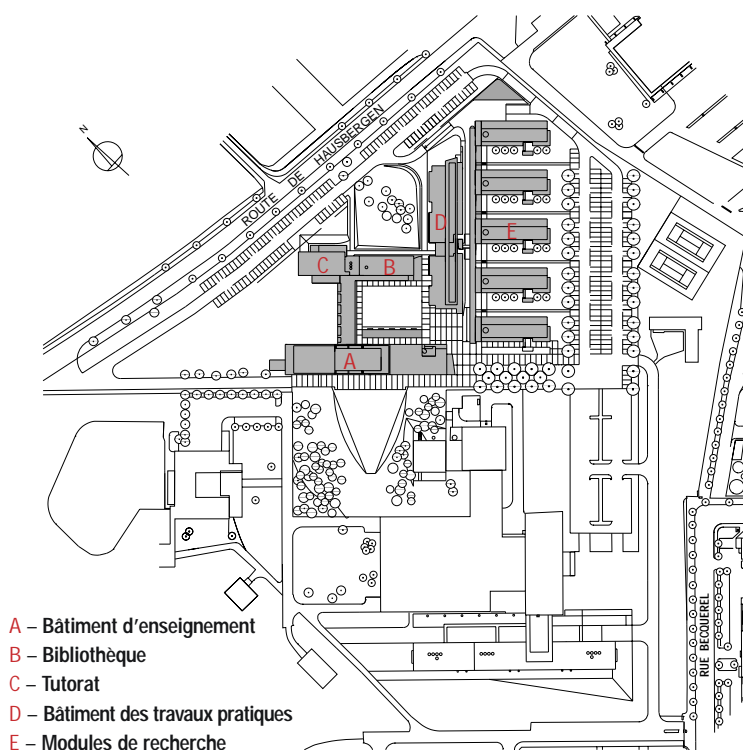 N
ROUTE DE HAUSBERGEN
D
E
C
B
A
RUE BECQUEREL
A – Bâtiment d'enseignement
B – Bibliothèque
C – Tutorat
D – Bâtiment des travaux pratiques
E – Modules de recherche